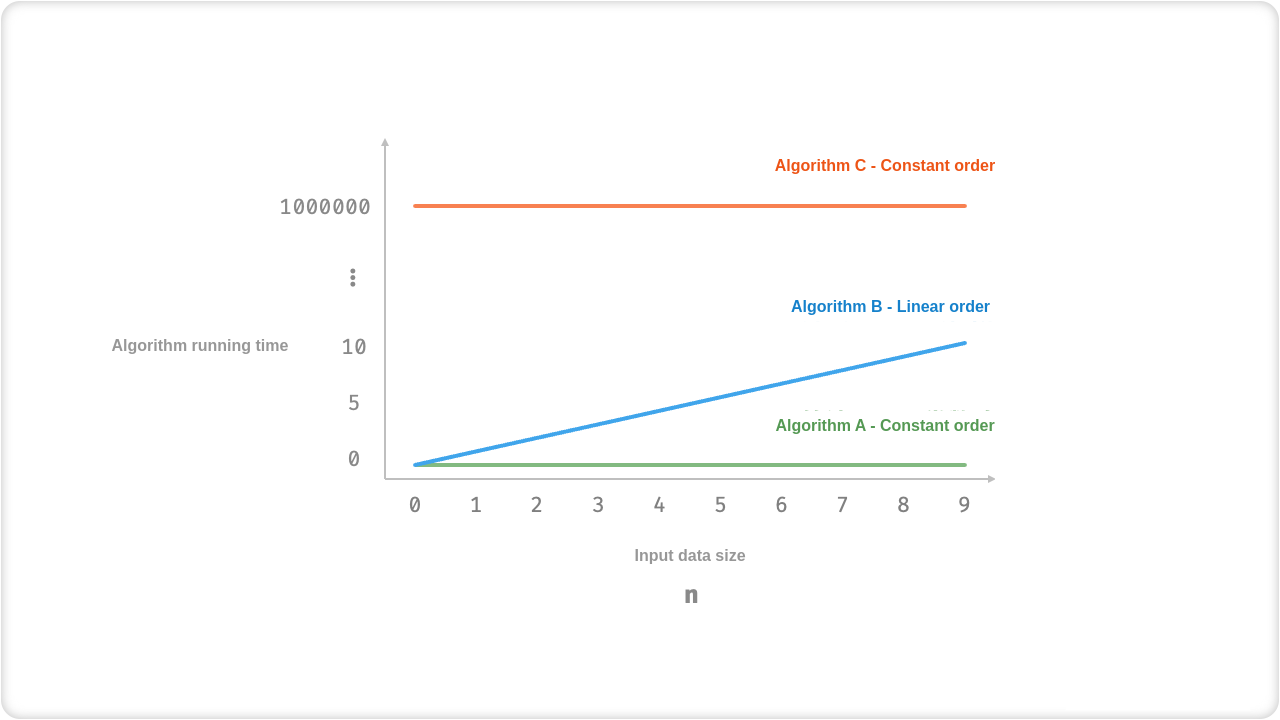 Algorithm C - Constant order
1000000
⋮
Algorithm B - Linear order
Algorithm running time
10
5
Algorithm A - Constant order
0
0 1 2 3 4 5 6 7 8 9
Input data size
n